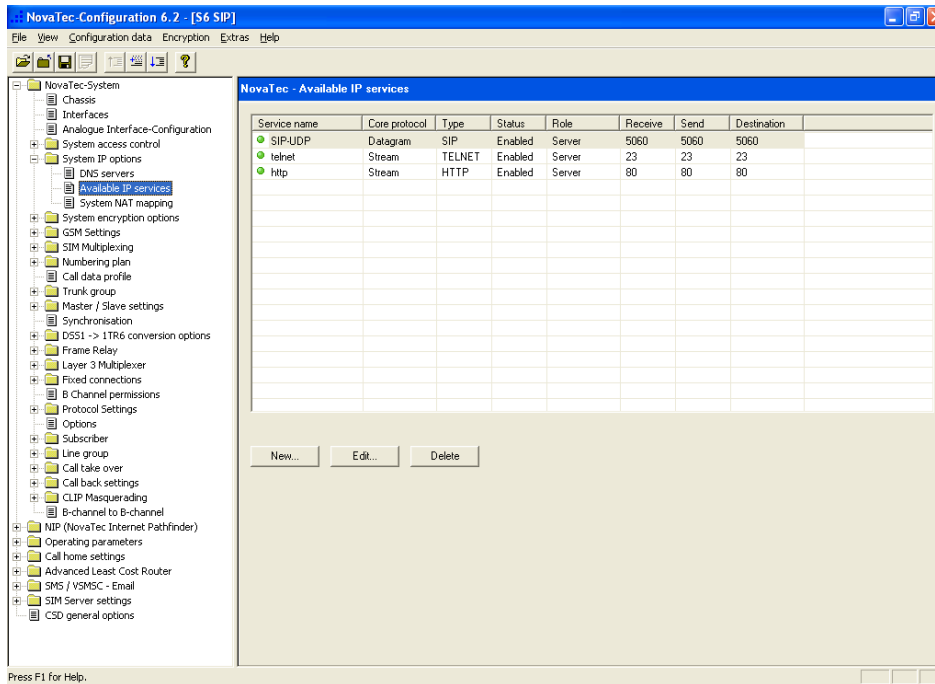 NovaTec-Configuration 6.2 - [S6 SIP]
File View Configuration data Encryption Extras Help
NovaTec-System
Chassis
Interfaces
Analogue Interface-Configuration
System access control
System IP options
DNS servers
Available IP services
System NAT mapping
System encryption options
GSM Settings
SIM Multiplexing
Numbering plan
Call data profile
Trunk group
Master / Slave settings
Synchronisation
DSS1 -> 1TR6 conversion options
Frame Relay
Layer 3 Multiplexer
Fixed connections
B Channel permissions
Protocol Settings
Options
Subscriber
Line group
Call take over
Call back settings
CLIP Masquerading
B-channel to B-channel
NIP (NovaTec Internet Pathfinder)
Operating parameters
Call home settings
Advanced Least Cost Router
SMS / VSMSC - Email
SIM Server settings
CSD general options
NovaTec - Available IP services
Service name Core protocol Type Status Role Receive Send Destination
SIP-UDP Datagram SIP Enabled Server 5060 5060 5060
telnet Stream TELNET Enabled Server 23 23 23
http Stream HTTP Enabled Server 80 80 80
New... Edit... Delete
Press F1 for Help.